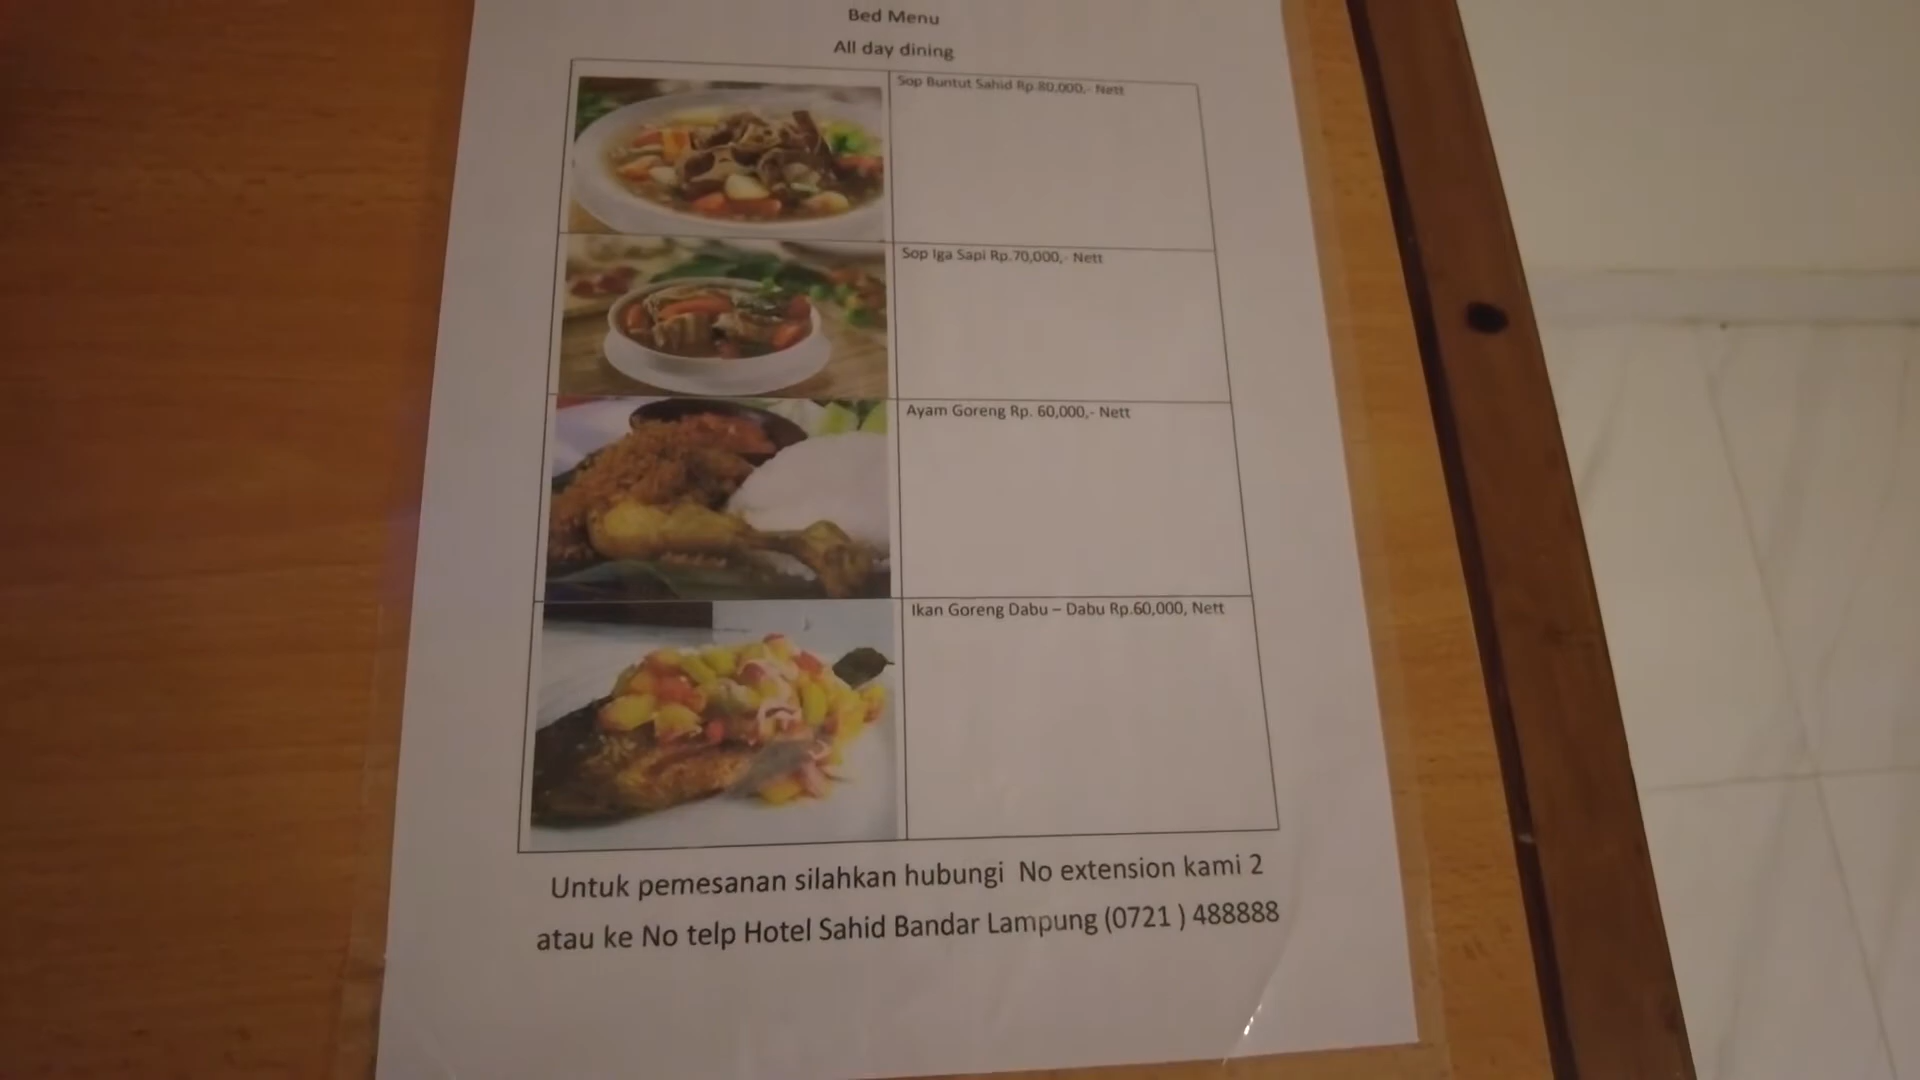 Bed Menu
All day dining
Sop Buntut Sahid Rp 80,000,- Nett
Sop Iga Sapi Rp.70,000,- Nett
Ayam Goreng Rp. 60,000,- Nett
Ikan Goreng Dabu – Dabu Rp.60,000, Nett
Untuk pemesanan silahkan hubungi No extension kami 2
atau ke No telp Hotel Sahid Bandar Lampung (0721 ) 488888